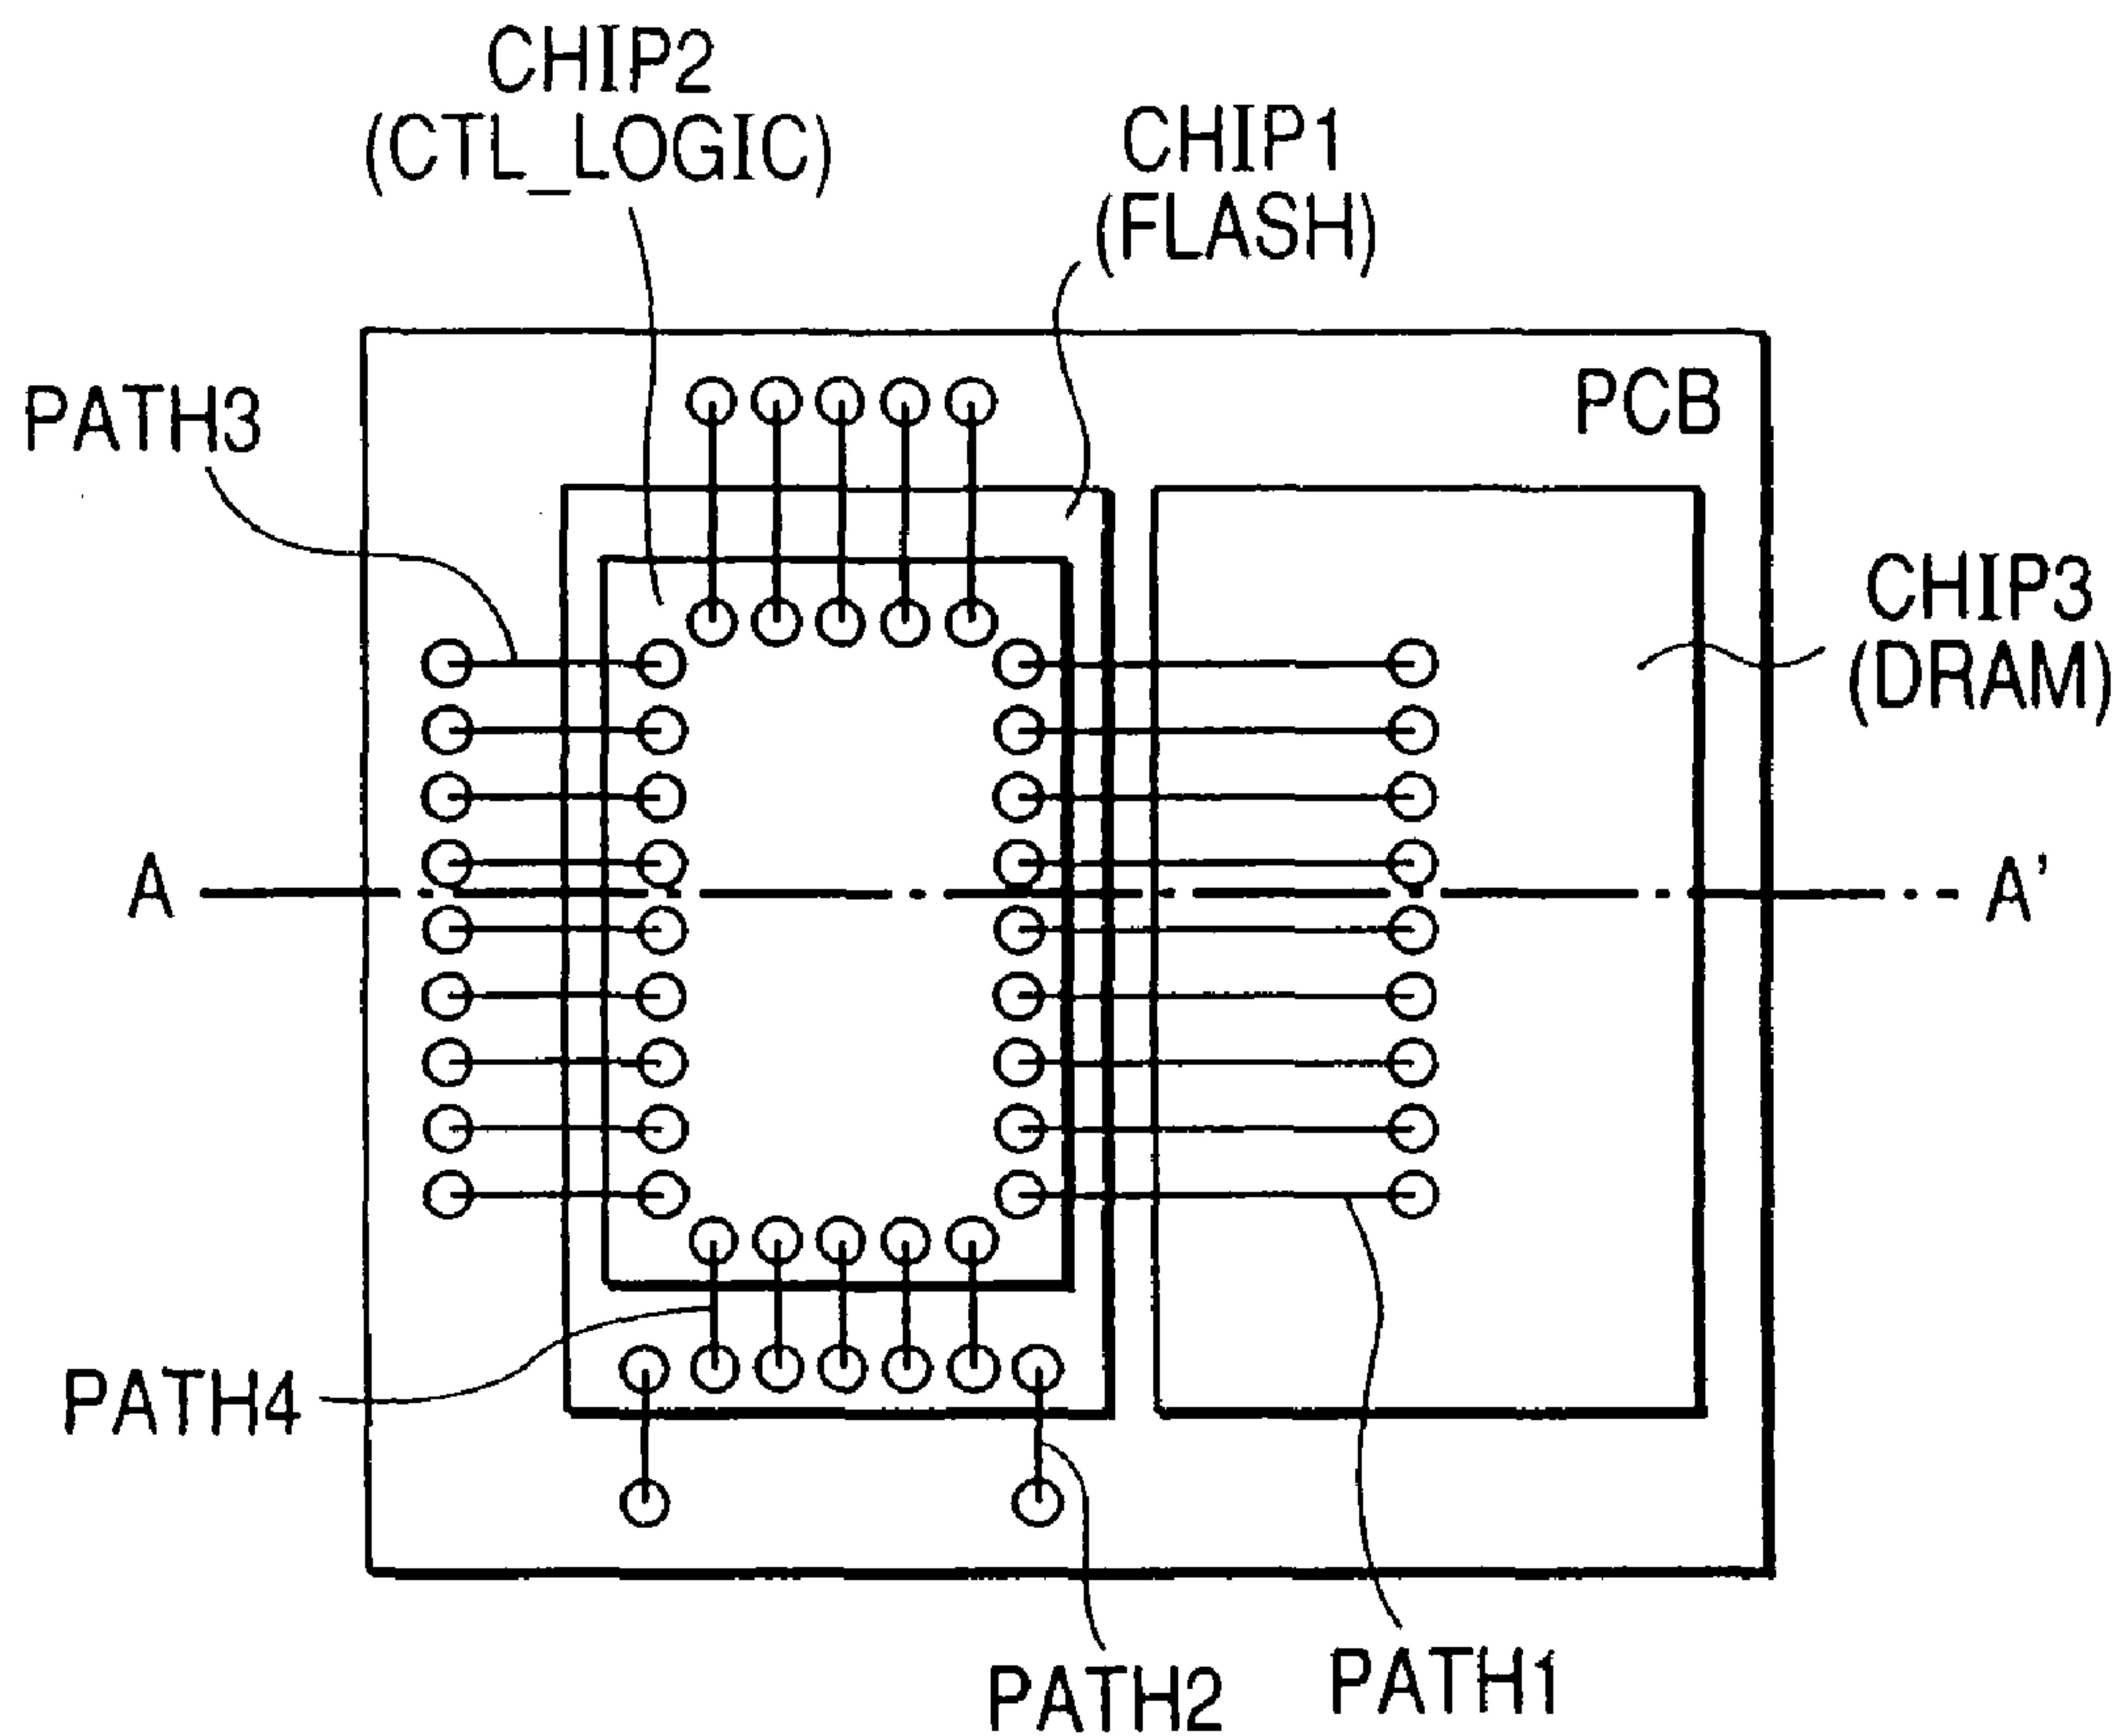 CHIP2
(CTL_LOGIC)
CHIP1
(FLASH)
PATH3
PCB
CHIP3
(DRAM)
A
A'
PATH4
PATH2
PATH1